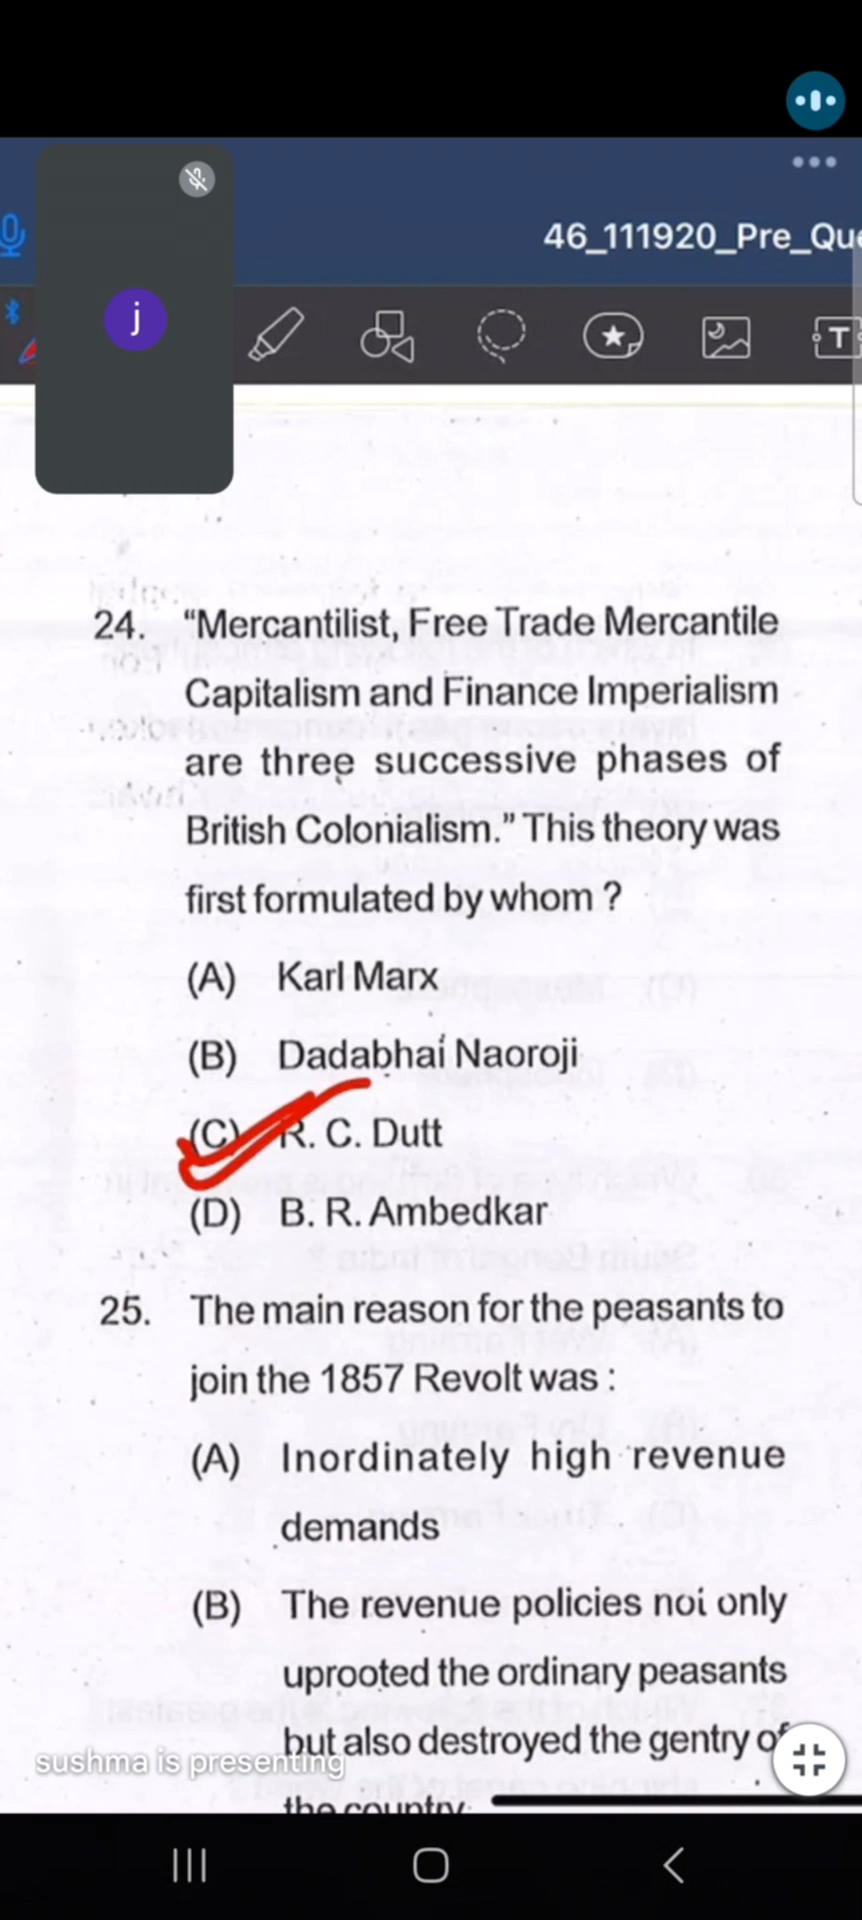 46_111920_Pre_Que
j
T
24. “Mercantilist, Free Trade Mercantile
Capitalism and Finance Imperialism
are three successive phases of
British Colonialism.” This theory was
first formulated by whom ?
(A) Karl Marx
(B) Dadabhai Naoroji
(C) R. C. Dutt
(D) B. R. Ambedkar
25. The main reason for the peasants to
join the 1857 Revolt was :
(A) Inordinately high revenue
demands
(B) The revenue policies not only
uprooted the ordinary peasants
but also destroyed the gentry of
sushma is presenting
the country.